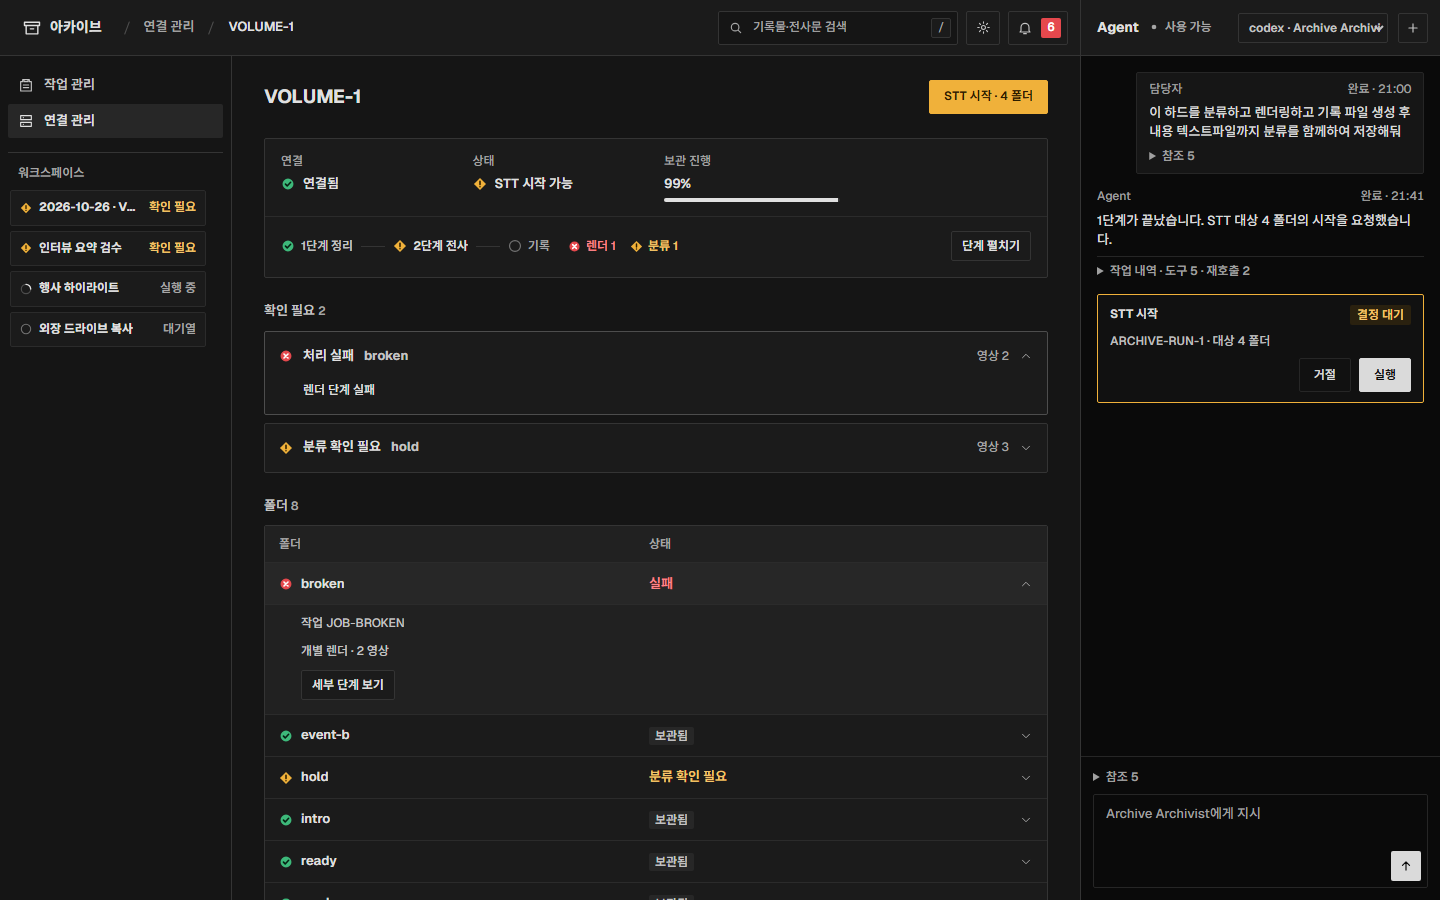 아카이브 / 연결 관리 / VOLUME-1
기록물·전사문 검색 /
6
Agent • 사용 가능
codex · Archive Archiv
+
작업 관리
연결 관리
워크스페이스
2026-10-26 · V... 확인 필요
인터뷰 요약 검수 확인 필요
행사 하이라이트 실행 중
외장 드라이브 복사 대기열
VOLUME-1
STT 시작 · 4 폴더
연결 상태 보관 진행
연결됨 STT 시작 가능 99%
1단계 정리 2단계 전사 기록 렌더 1 분류 1 단계 펼치기
확인 필요 2
처리 실패 broken 영상 2
렌더 단계 실패
분류 확인 필요 hold 영상 3
폴더 8
폴더 상태
broken 실패
작업 JOB-BROKEN
개별 렌더 · 2 영상
세부 단계 보기
event-b 보관됨
hold 분류 확인 필요
intro 보관됨
ready 보관됨
담당자 완료 · 21:00
이 하드를 분류하고 렌더링하고 기록 파일 생성 후
내용 텍스트파일까지 분류를 함께하여 저장해둬
▶ 참조 5
Agent 완료 · 21:41
1단계가 끝났습니다. STT 대상 4 폴더의 시작을 요청했습니
다.
▶ 작업 내역 · 도구 5 · 재호출 2
STT 시작 결정 대기
ARCHIVE-RUN-1 · 대상 4 폴더
거절 실행
▶ 참조 5
Archive Archivist에게 지시